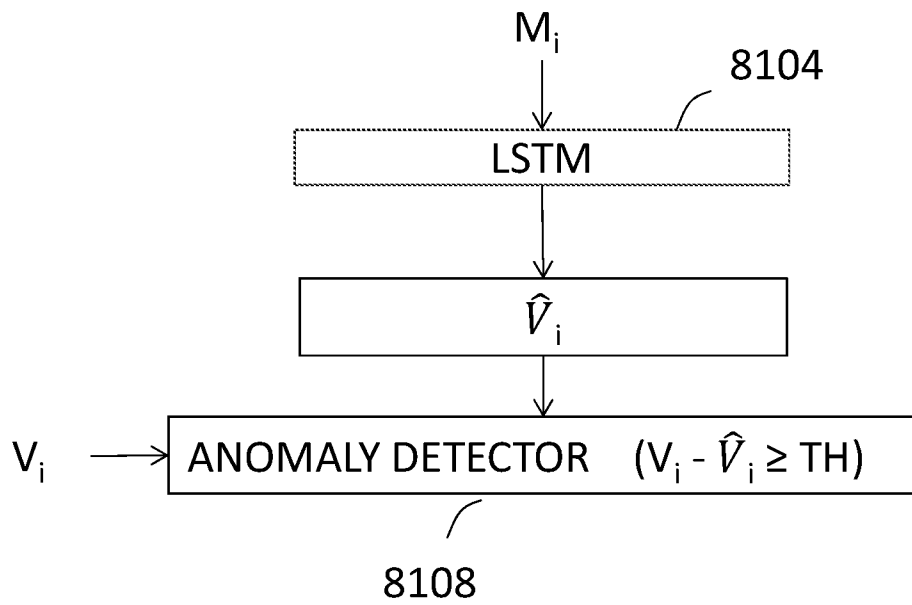 Mᵢ
8104
LSTM
V̂ᵢ
Vᵢ
ANOMALY DETECTOR (Vᵢ - V̂ᵢ ≥ TH)
8108